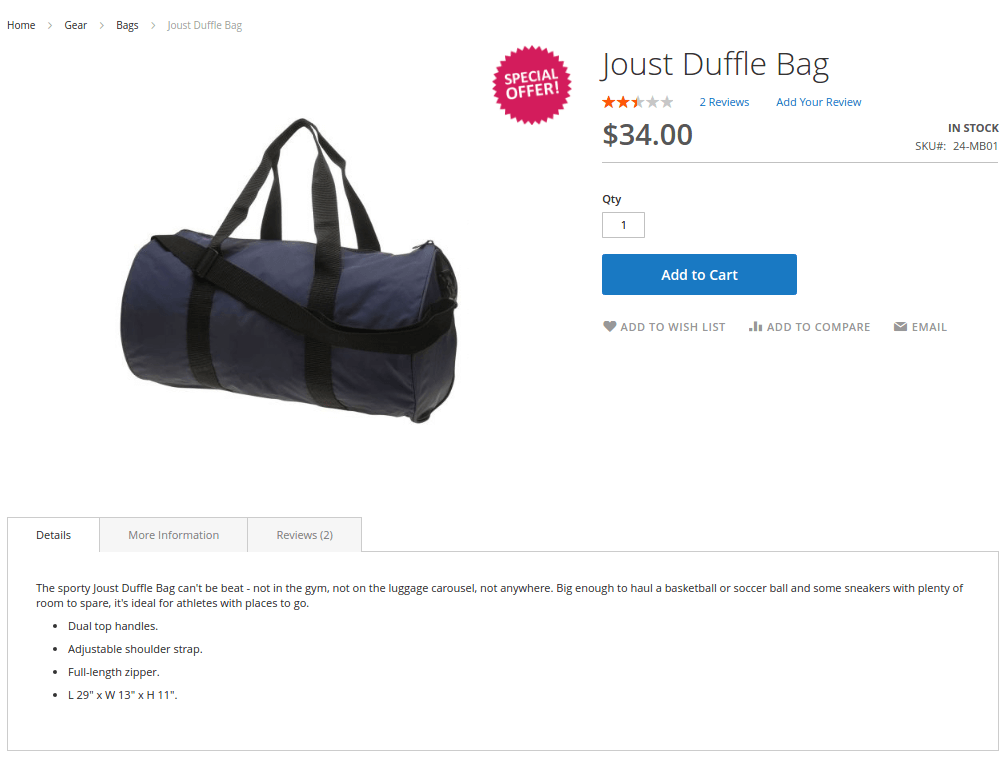 Home > Gear > Bags > Joust Duffle Bag
SPECIAL
OFFER!
Joust Duffle Bag
2 Reviews Add Your Review
$34.00
IN STOCK
SKU#: 24-MB01
Qty
1
Add to Cart
ADD TO WISH LIST ADD TO COMPARE EMAIL
Details More Information Reviews (2)
The sporty Joust Duffle Bag can't be beat - not in the gym, not on the luggage carousel, not anywhere. Big enough to haul a basketball or soccer ball and some sneakers with plenty of
room to spare, it's ideal for athletes with places to go.
• Dual top handles.
• Adjustable shoulder strap.
• Full-length zipper.
• L 29" x W 13" x H 11".